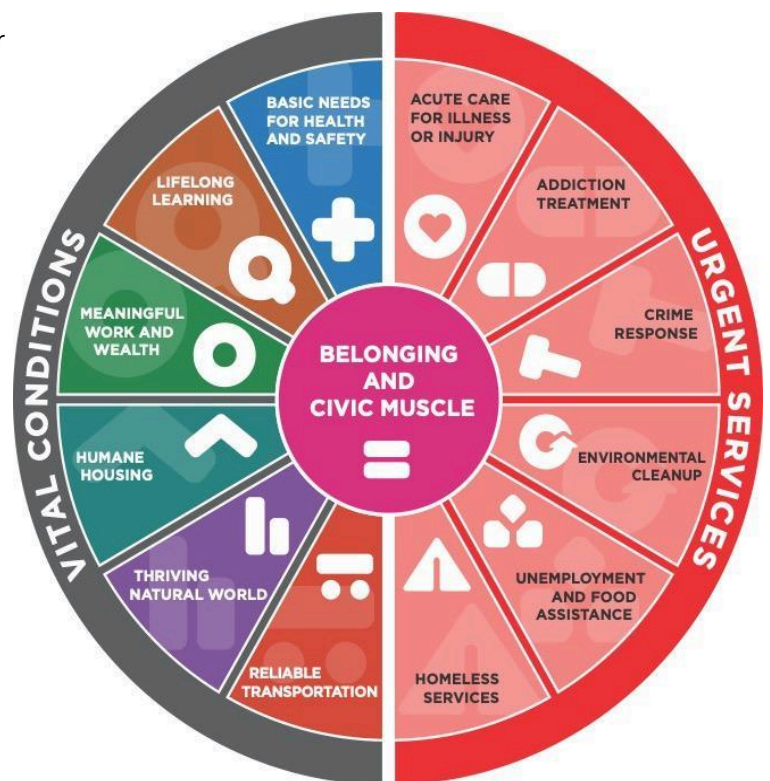 r
BASIC NEEDS
FOR HEALTH
AND SAFETY
LIFELONG
LEARNING
MEANINGFUL
WORK AND
WEALTH
HUMANE
HOUSING
THRIVING
NATURAL WORLD
RELIABLE
TRANSPORTATION
VITAL CONDITIONS
BELONGING
AND
CIVIC MUSCLE
ACUTE CARE
FOR ILLNESS
OR INJURY
ADDICTION
TREATMENT
CRIME
RESPONSE
ENVIRONMENTAL
CLEANUP
UNEMPLOYMENT
AND FOOD
ASSISTANCE
HOMELESS
SERVICES
URGENT SERVICES